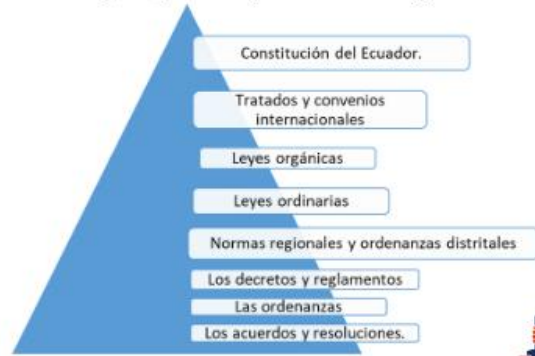 Constitución del Ecuador.
Tratados y convenios
internacionales
Leyes orgánicas
Leyes ordinarias
Normas regionales y ordenanzas distritales
Los decretos y reglamentos
Las ordenanzas
Los acuerdos y resoluciones.